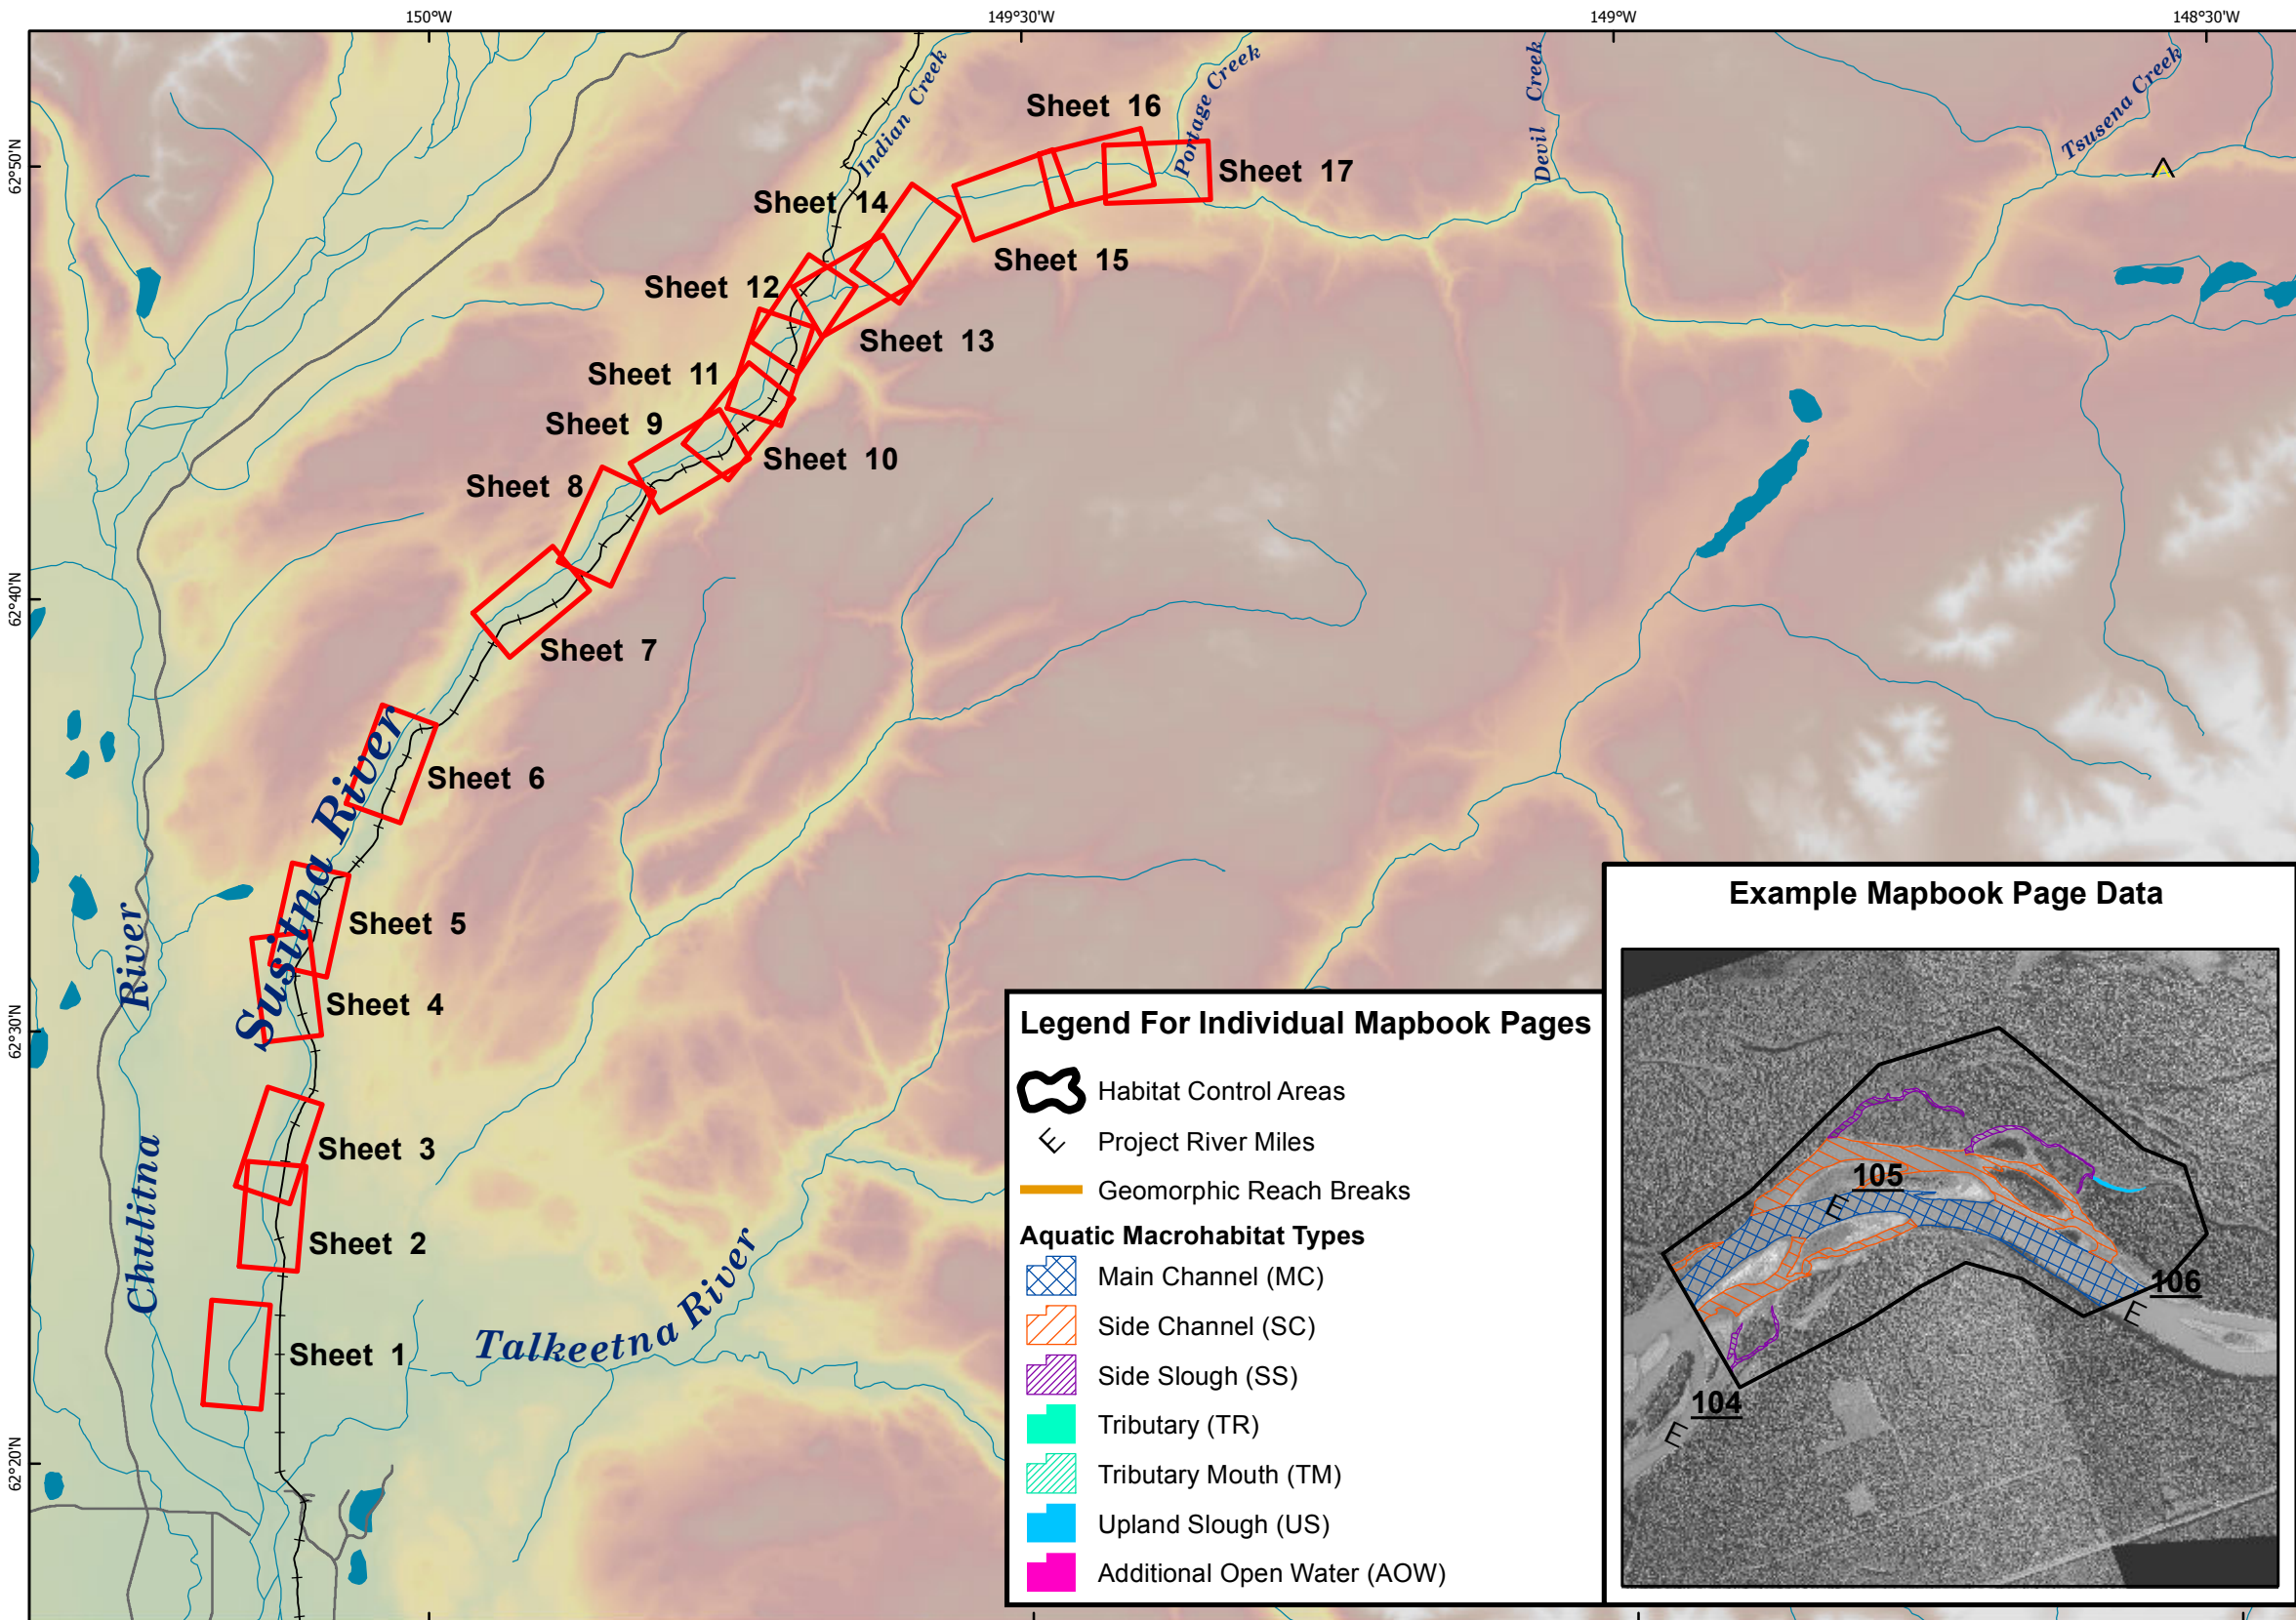 150°W
149°30'W
149°W
148°30'W
62°50'N
62°40'N
62°30'N
62°20'N
Indian Creek
Portage Creek
Devil Creek
Tsusena Creek
Sheet 16
Sheet 17
Sheet 14
Sheet 15
Sheet 12
Sheet 13
Sheet 11
Sheet 9
Sheet 10
Sheet 8
Sheet 7
Sheet 6
Susitna River
Sheet 5
Sheet 4
Sheet 3
Sheet 2
Sheet 1
Chulitna River
Talkeetna River
Legend For Individual Mapbook Pages
Habitat Control Areas
E Project River Miles
Geomorphic Reach Breaks
Aquatic Macrohabitat Types
Main Channel (MC)
Side Channel (SC)
Side Slough (SS)
Tributary (TR)
Tributary Mouth (TM)
Upland Slough (US)
Additional Open Water (AOW)
Example Mapbook Page Data
105
E
106
E
104
E